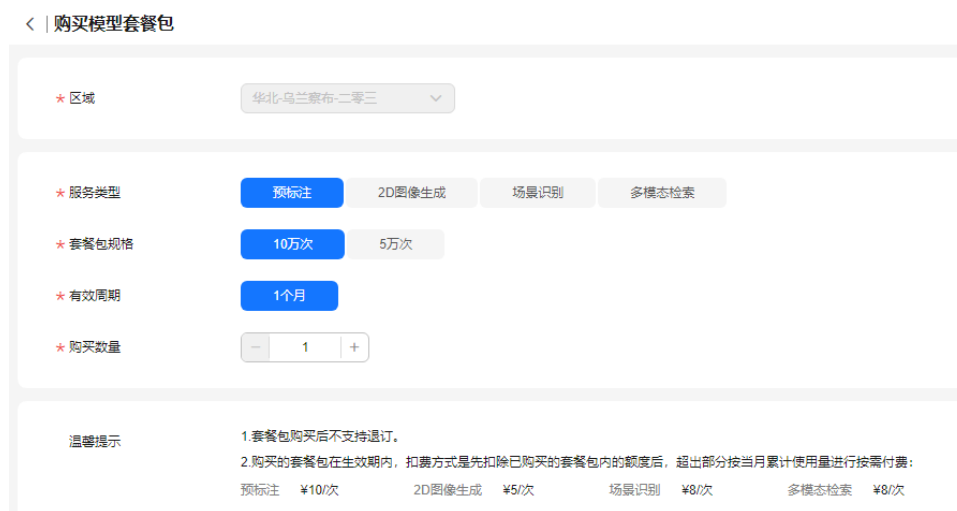 购买模型套餐包
* 区域 华北-乌兰察布-二零三
* 服务类型 预标注 2D图像生成 场景识别 多模态检索
* 套餐包规格 10万次 5万次
* 有效周期 1个月
* 购买数量 − 1 +
温馨提示 1.套餐包购买后不支持退订。
2.购买的套餐包在生效期内，扣费方式是先扣除已购买的套餐包内的额度后，超出部分按当月累计使用量进行按需付费：
预标注 ¥10/次 2D图像生成 ¥5/次 场景识别 ¥8/次 多模态检索 ¥8/次